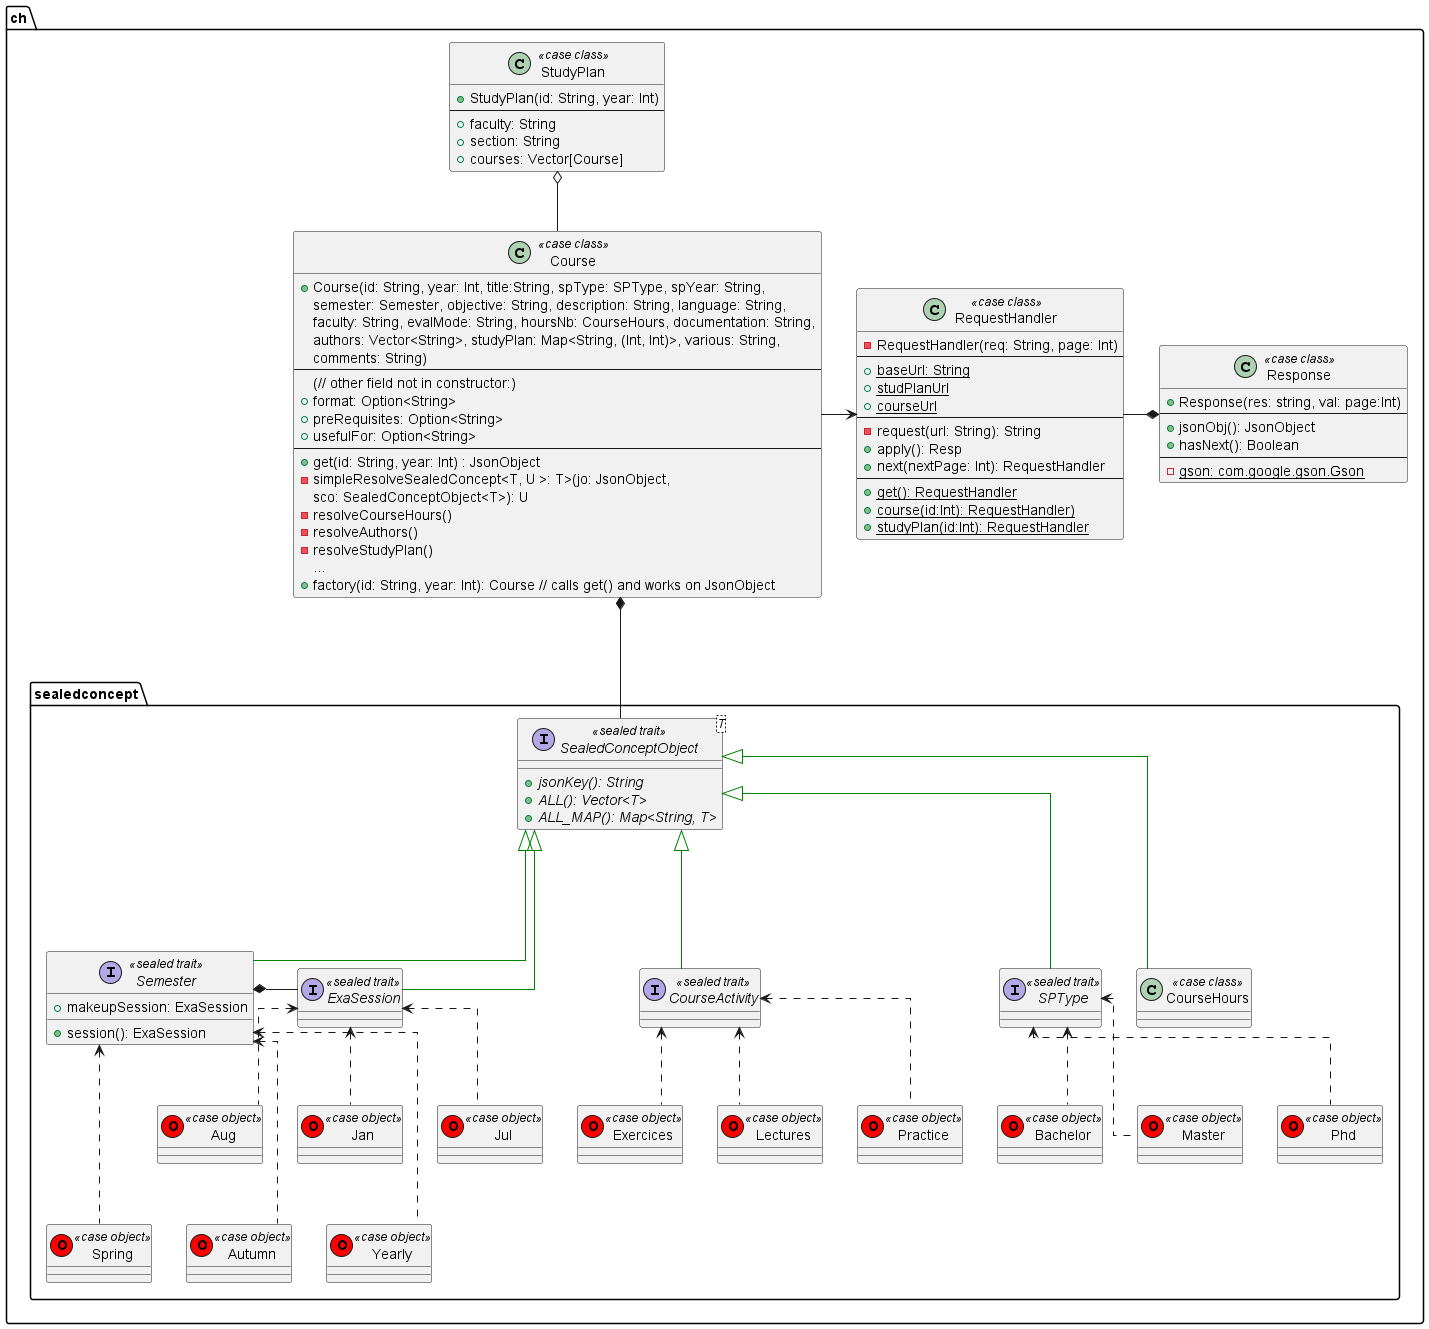 ch
«case class»
C
StudyPlan
StudyPlan(id: String, year: Int)
faculty: String
section: String
courses: Vector[Course]
«case class»
C
Course
Course(id: String, year: Int, title:String, spType: SPType, spYear: String,
semester: Semester, objective: String, description: String, language: String,
faculty: String, evalMode: String, hoursNb: CourseHours, documentation: String,
authors: Vector<String>, studyPlan: Map<String, (Int, Int)>, various: String,
comments: String)
(// other field not in constructor:)
format: Option<String>
preRequisites: Option<String>
usefulFor: Option<String>
get(id: String, year: Int) : JsonObject
simpleResolveSealedConcept<T, U >: T>(jo: JsonObject,
sco: SealedConceptObject<T>): U
resolveCourseHours()
resolveAuthors()
resolveStudyPlan()
...
factory(id: String, year: Int): Course // calls get() and works on JsonObject
«case class»
C
RequestHandler
RequestHandler(req: String, page: Int)
baseUrl: String
studPlanUrl
courseUrl
request(url: String): String
apply(): Resp
next(nextPage: Int): RequestHandler
get(): RequestHandler
course(id:Int): RequestHandler)
studyPlan(id:Int): RequestHandler
«case class»
C
Response
Response(res: string, val: page:Int)
jsonObj(): JsonObject
hasNext(): Boolean
gson: com.google.gson.Gson
sealedconcept
«sealed trait»
T
I
SealedConceptObject
jsonKey(): String
ALL(): Vector<T>
ALL_MAP(): Map<String, T>
«sealed trait»
I
Semester
makeupSession: ExaSession
session(): ExaSession
«sealed trait»
I
ExaSession
«sealed trait»
I
CourseActivity
«sealed trait»
I
SPType
«case class»
C
CourseHours
«case object»
O
Aug
«case object»
O
Jan
«case object»
O
Jul
«case object»
O
Exercices
«case object»
O
Lectures
«case object»
O
Practice
«case object»
O
Bachelor
«case object»
O
Master
«case object»
O
Phd
«case object»
O
Spring
«case object»
O
Autumn
«case object»
O
Yearly